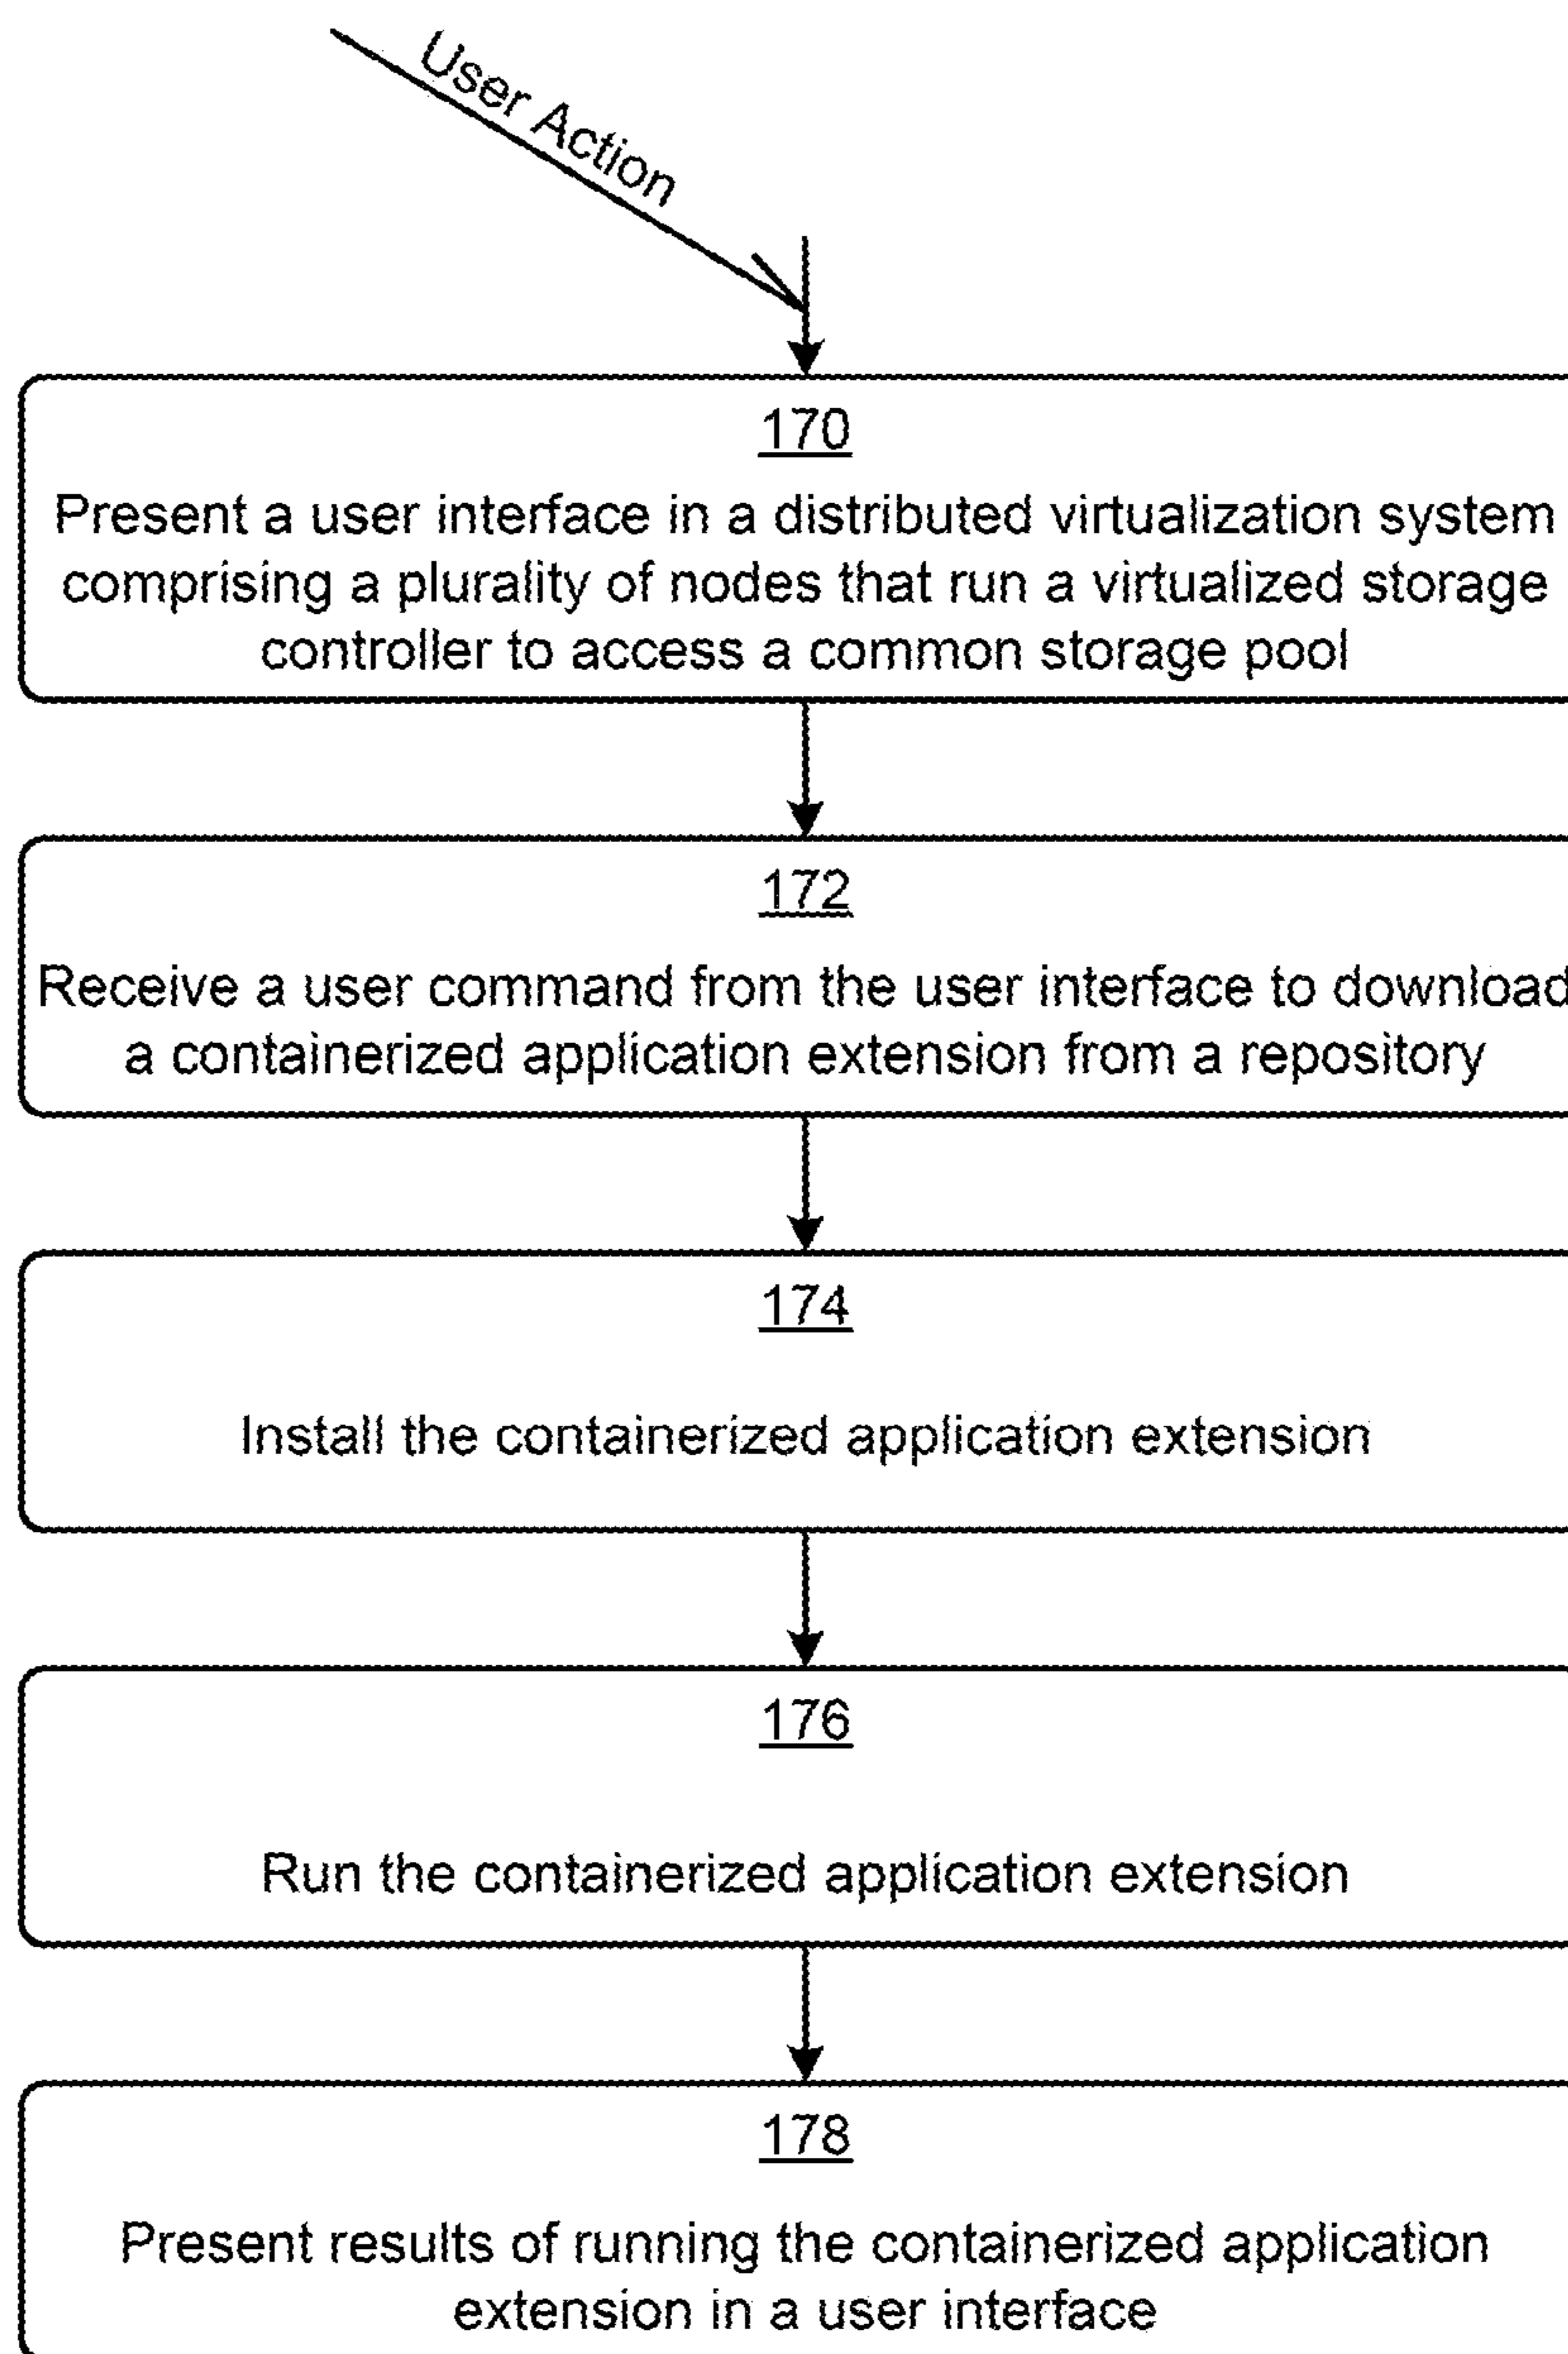 User Action
170
Present a user interface in a distributed virtualization system
comprising a plurality of nodes that run a virtualized storage
controller to access a common storage pool
172
Receive a user command from the user interface to download
a containerized application extension from a repository
174
Install the containerized application extension
176
Run the containerized application extension
178
Present results of running the containerized application
extension in a user interface